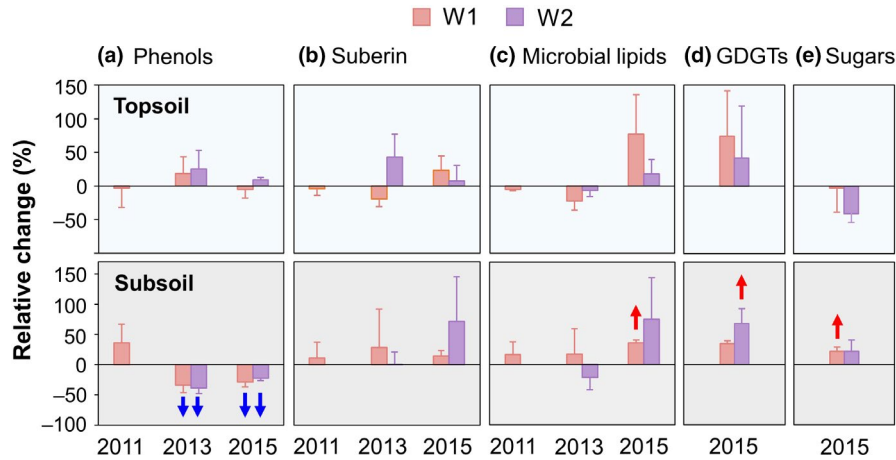 W1 W2
(a) Phenols (b) Suberin (c) Microbial lipids (d) GDGTs (e) Sugars
Relative change (%)
150
Topsoil
100
50
0
–50
150
Subsoil
100
50
0
–50
–100
2011 2013 2015 2011 2013 2015 2011 2013 2015 2015 2015